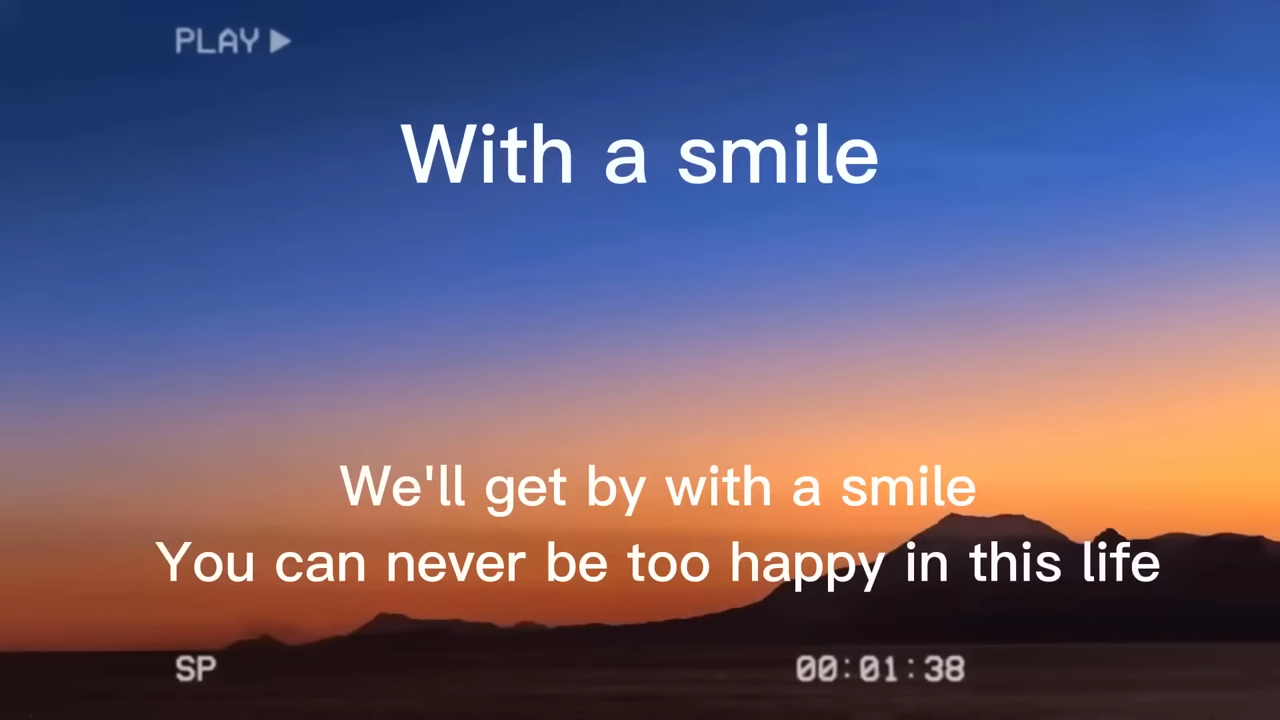 PLAY ▶
With a smile
We'll get by with a smile
You can never be too happy in this life
SP
00:01:38